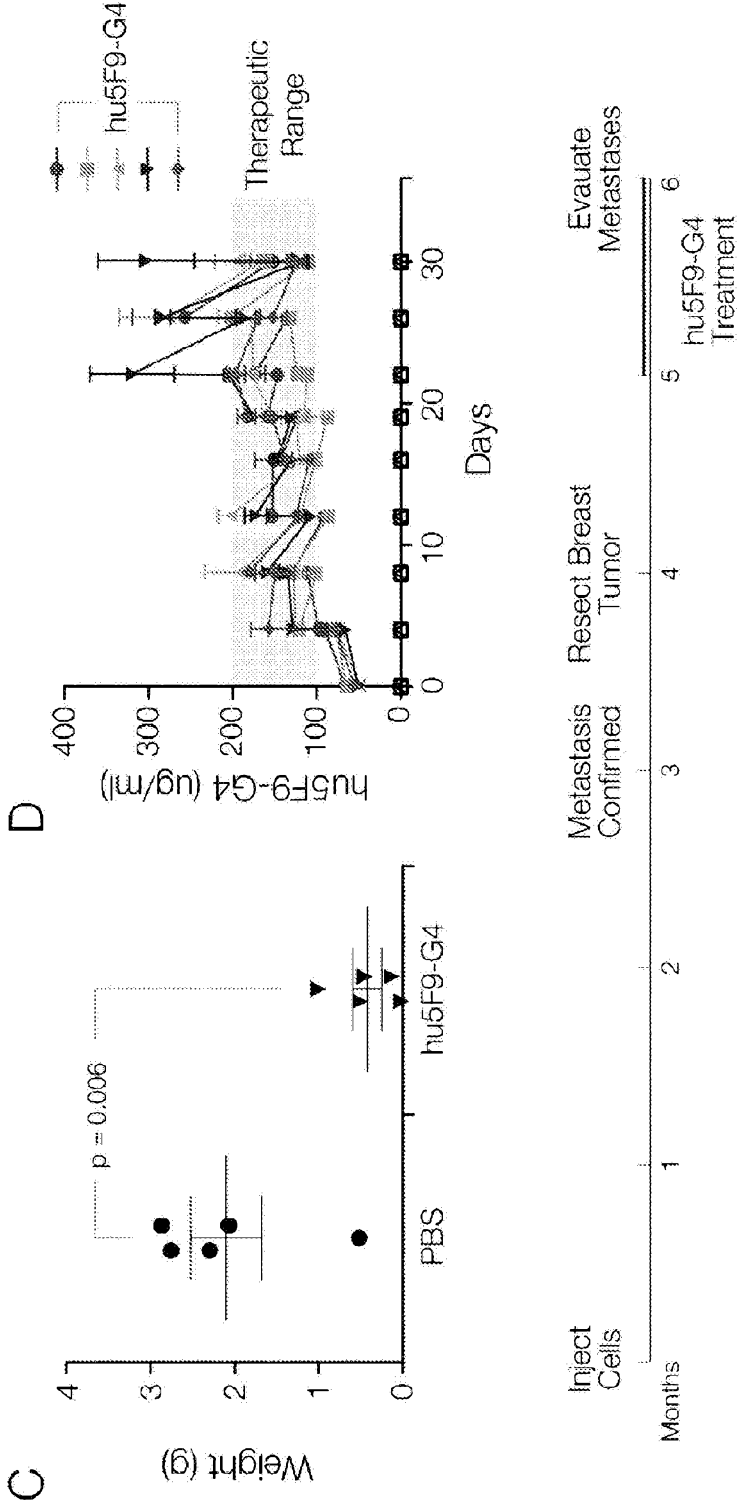 C
Weight (g)
4
3
2
1
0
p = 0.006
PBS
hu5F9-G4
D
hu5F9-G4 (ug/ml)
400
300
200
100
0
0
10
20
30
Days
hu5F9-G4
Therapeutic
Range
Inject
Cells
Metastasis
Confirmed
Resect Breast
Tumor
Evauate
Metastases
Months
1
2
3
4
5
6
hu5F9-G4
Treatment